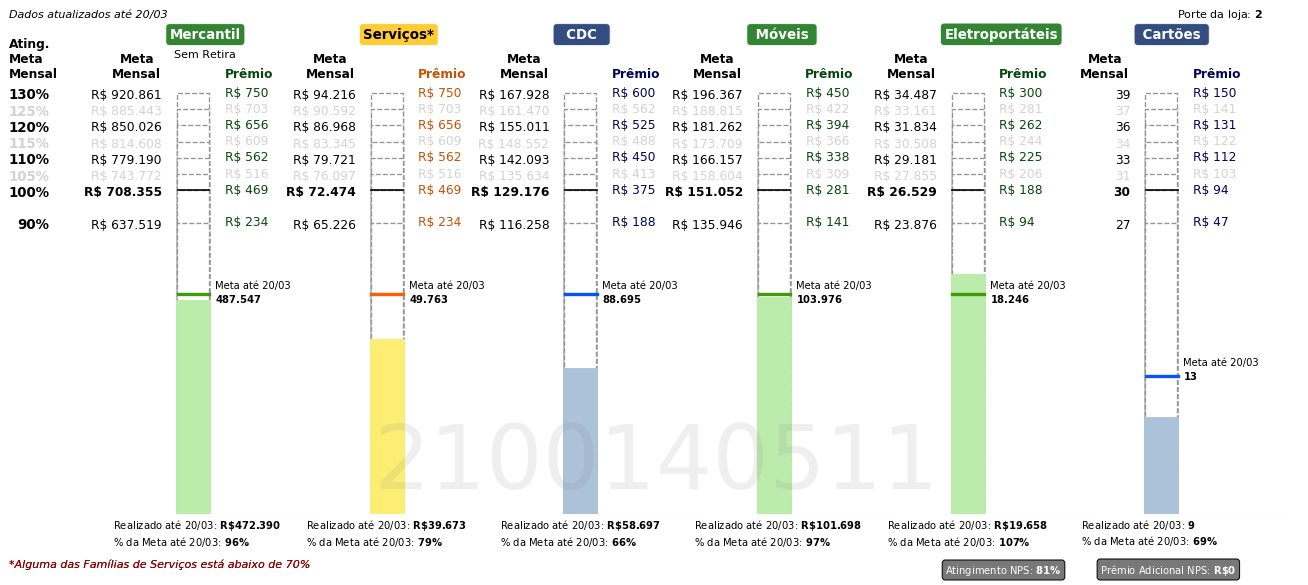 Dados atualizados até 20/03
Porte da loja: 2
Mercantil
Serviços*
CDC
Móveis
Eletroportáteis
Cartões
Sem Retira
Ating. Meta Mensal
Meta Mensal Prêmio Meta Mensal Prêmio Meta Mensal Prêmio Meta Mensal Prêmio Meta Mensal Prêmio Meta Mensal Prêmio
130% R$ 920.861 R$ 750 R$ 94.216 R$ 750 R$ 167.928 R$ 600 R$ 196.367 R$ 450 R$ 34.487 R$ 300 39 R$ 150
125% R$ 885.443 R$ 703 R$ 90.592 R$ 703 R$ 161.470 R$ 562 R$ 188.815 R$ 422 R$ 33.161 R$ 281 37 R$ 141
120% R$ 850.026 R$ 656 R$ 86.968 R$ 656 R$ 155.011 R$ 525 R$ 181.262 R$ 394 R$ 31.834 R$ 262 36 R$ 131
115% R$ 814.608 R$ 609 R$ 83.345 R$ 609 R$ 148.552 R$ 488 R$ 173.709 R$ 366 R$ 30.508 R$ 244 34 R$ 122
110% R$ 779.190 R$ 562 R$ 79.721 R$ 562 R$ 142.093 R$ 450 R$ 166.157 R$ 338 R$ 29.181 R$ 225 33 R$ 112
105% R$ 743.772 R$ 516 R$ 76.097 R$ 516 R$ 135.634 R$ 413 R$ 158.604 R$ 309 R$ 27.855 R$ 206 31 R$ 103
100% R$ 708.355 R$ 469 R$ 72.474 R$ 469 R$ 129.176 R$ 375 R$ 151.052 R$ 281 R$ 26.529 R$ 188 30 R$ 94
90% R$ 637.519 R$ 234 R$ 65.226 R$ 234 R$ 116.258 R$ 188 R$ 135.946 R$ 141 R$ 23.876 R$ 94 27 R$ 47
Meta até 20/03 Meta até 20/03 Meta até 20/03 Meta até 20/03 Meta até 20/03
487.547 49.763 88.695 103.976 18.246
Meta até 20/03
13
2100140511
Realizado até 20/03: R$472.390 Realizado até 20/03: R$39.673 Realizado até 20/03: R$58.697 Realizado até 20/03: R$101.698 Realizado até 20/03: R$19.658 Realizado até 20/03: 9
% da Meta até 20/03: 96% % da Meta até 20/03: 79% % da Meta até 20/03: 66% % da Meta até 20/03: 97% % da Meta até 20/03: 107% % da Meta até 20/03: 69%
*Alguma das Famílias de Serviços está abaixo de 70%
Atingimento NPS: 81%
Prêmio Adicional NPS: R$0